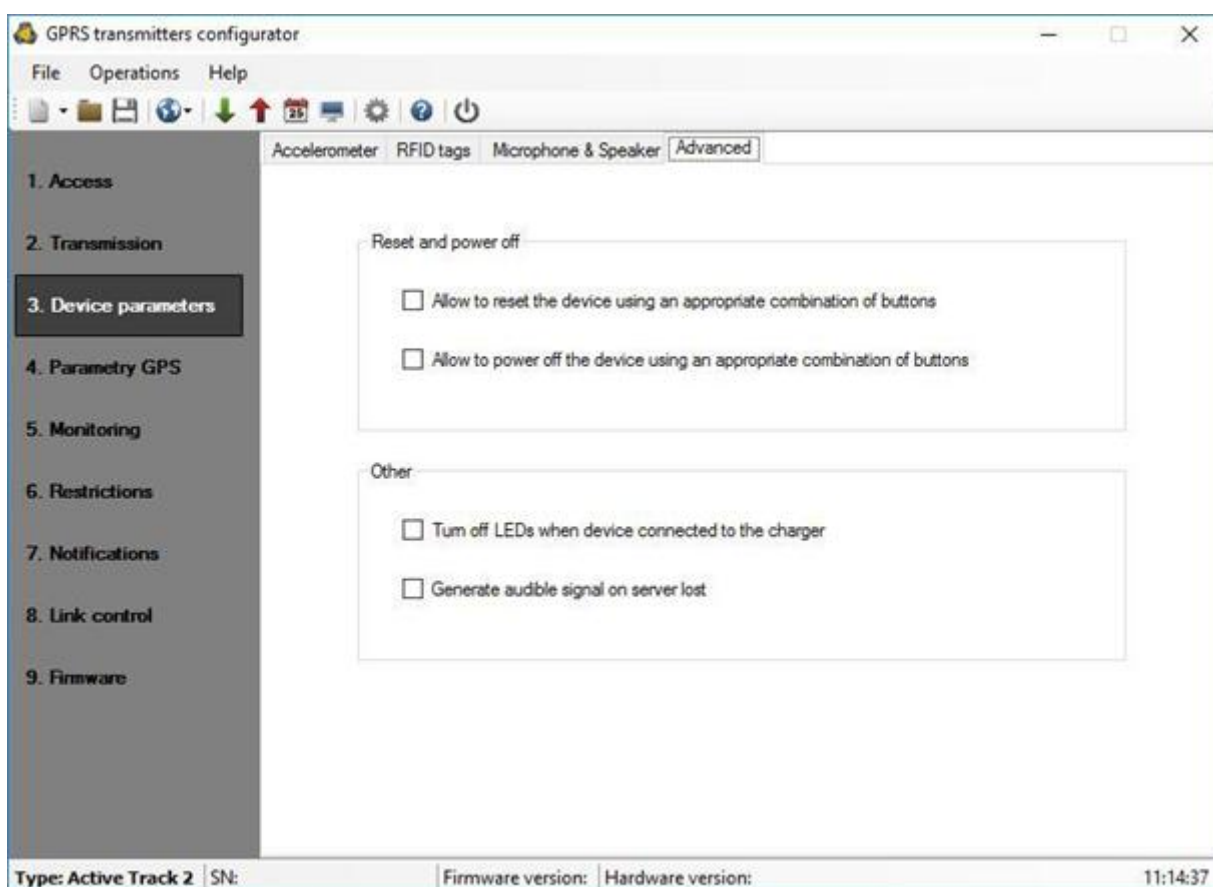 GPRS transmitters configurator
File Operations Help
25
Accelerometer RFID tags Microphone & Speaker Advanced
1. Access
2. Transmission
3. Device parameters
4. Parametry GPS
5. Monitoring
6. Restrictions
7. Notifications
8. Link control
9. Firmware
Reset and power off
Allow to reset the device using an appropriate combination of buttons
Allow to power off the device using an appropriate combination of buttons
Other
Turn off LEDs when device connected to the charger
Generate audible signal on server lost
Type: Active Track 2 SN: Firmware version: Hardware version: 11:14:37